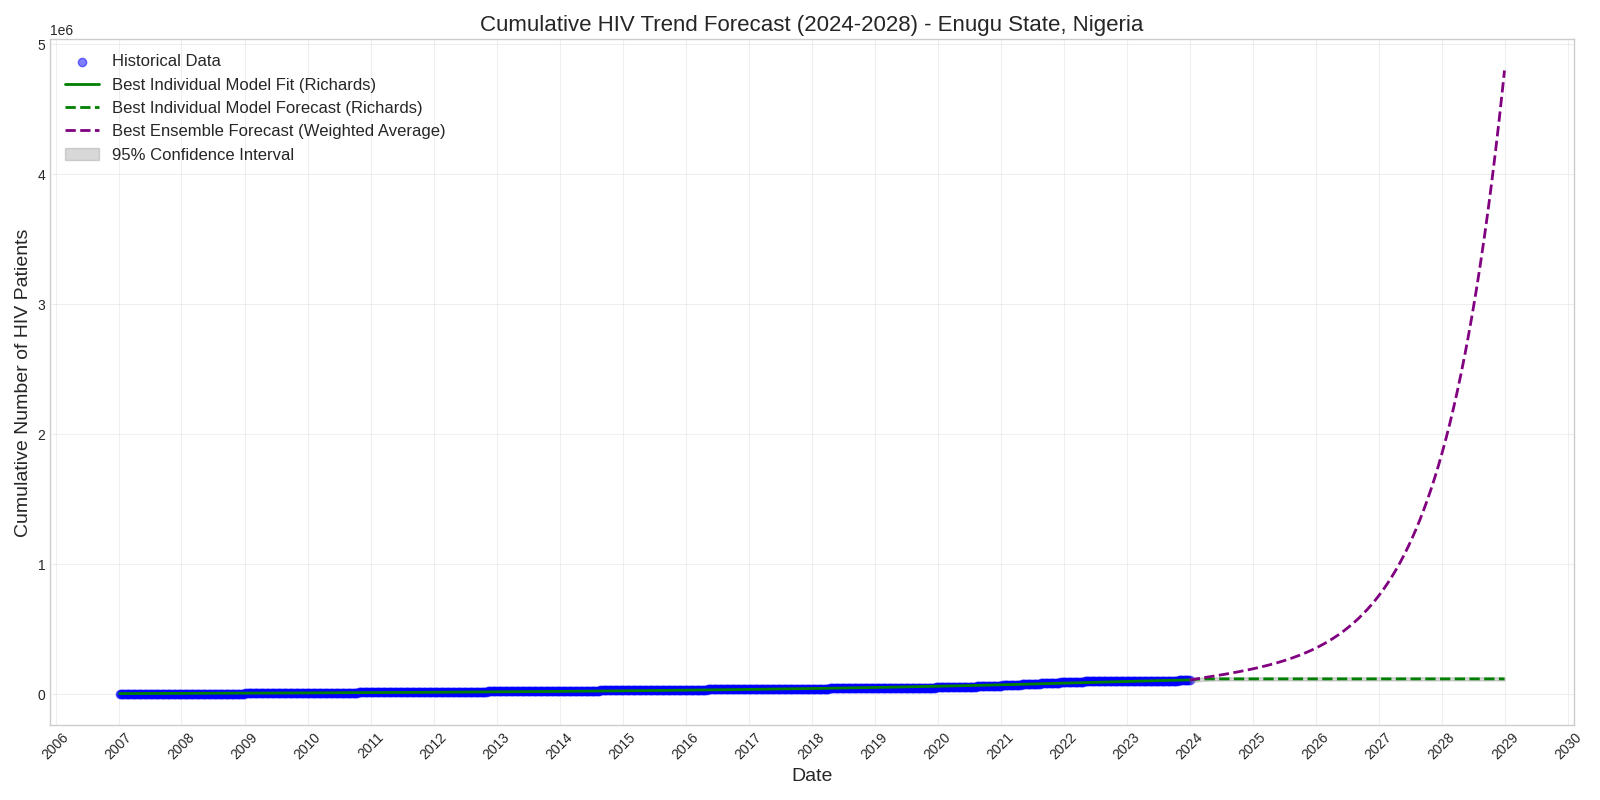 Cumulative HIV Trend Forecast (2024-2028) - Enugu State, Nigeria
1e6
5
4
3
2
1
0
Cumulative Number of HIV Patients
Historical Data
Best Individual Model Fit (Richards)
Best Individual Model Forecast (Richards)
Best Ensemble Forecast (Weighted Average)
95% Confidence Interval
2006 2007 2008 2009 2010 2011 2012 2013 2014 2015 2016 2017 2018 2019 2020 2021 2022 2023 2024 2025 2026 2027 2028 2029 2030
Date